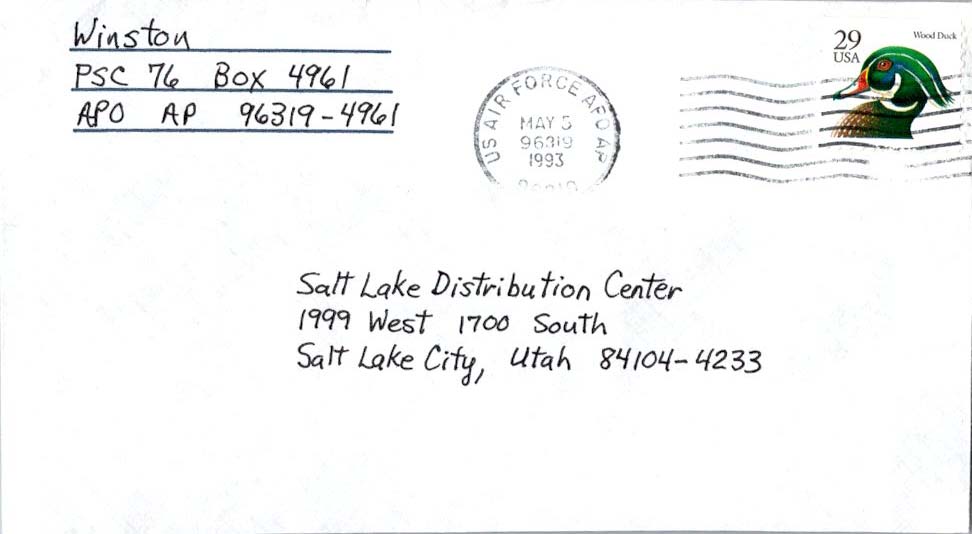 Winston
PSC 76 Box 4961
APO AP 96319-4961
US AIR FORCE APO AP
MAY 5
96319
1993
29
USA
Wood Duck
Salt Lake Distribution Center
1999 West 1700 South
Salt Lake City, Utah 84104-4233